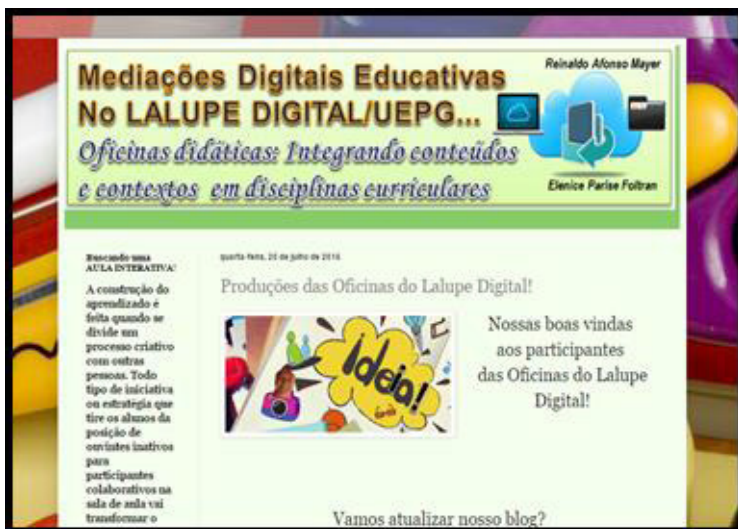 Mediações Digitais Educativas
No LALUPE DIGITAL/UEPG...
Oficinas didáticas: Integrando conteúdos
e contextos em disciplinas curriculares
Reinaldo Afonso Mayer
Elenice Parise Foltran
Buscando uma
AULA INTERATIVA!
A construção do
aprendizado é
feita quando se
divide um
processo criativo
com outras
pessoas. Todo
tipo de iniciativa
ou estratégia que
tire os alunos da
posição de
ouvintes inativos
para
participantes
colaborativos na
sala de aula vai
transformar o
quarta-feira, 20 de julho de 2016
Produções das Oficinas do Lalupe Digital!
Ideia!
Nossas boas vindas
aos participantes
das Oficinas do Lalupe
Digital!
Vamos atualizar nosso blog?